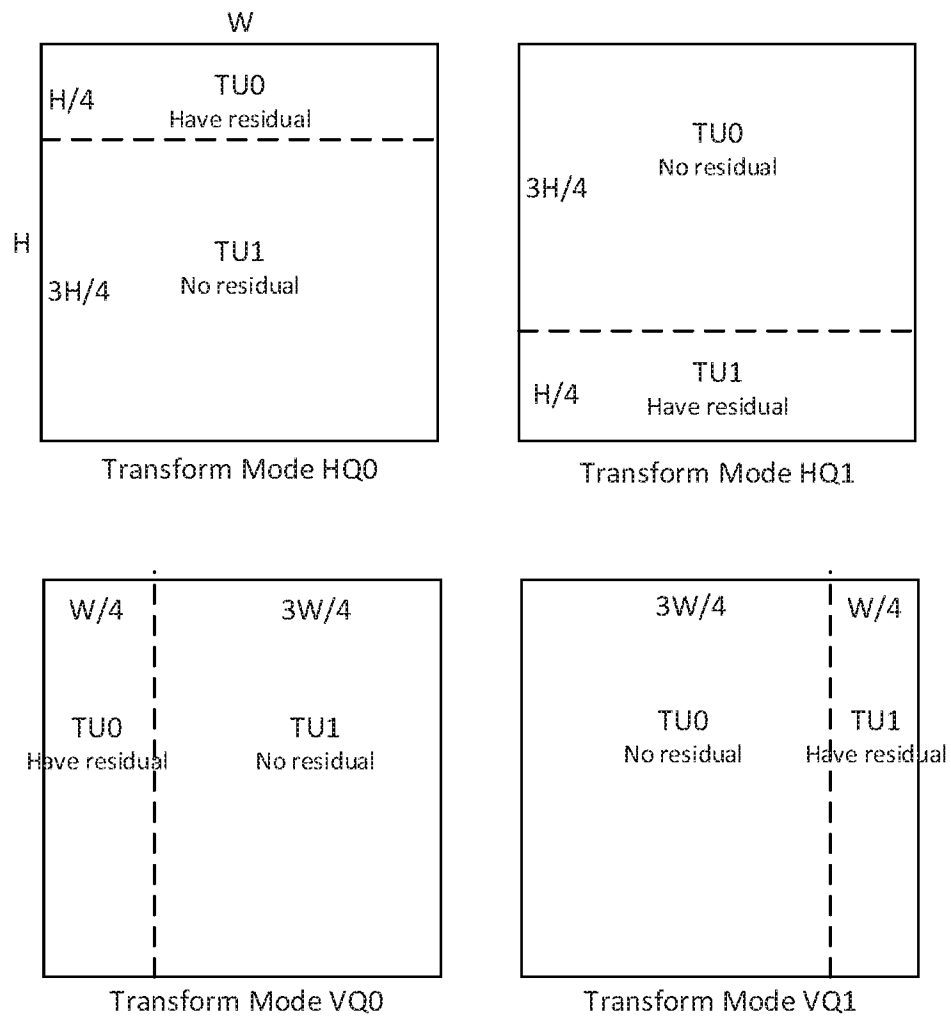 W
H/4
TU0
Have residual
H
3H/4
TU1
No residual
Transform Mode HQ0
3H/4
TU0
No residual
H/4
TU1
Have residual
Transform Mode HQ1
W/4
3W/4
TU0
Have residual
TU1
No residual
Transform Mode VQ0
3W/4
W/4
TU0
No residual
TU1
Have residual
Transform Mode VQ1